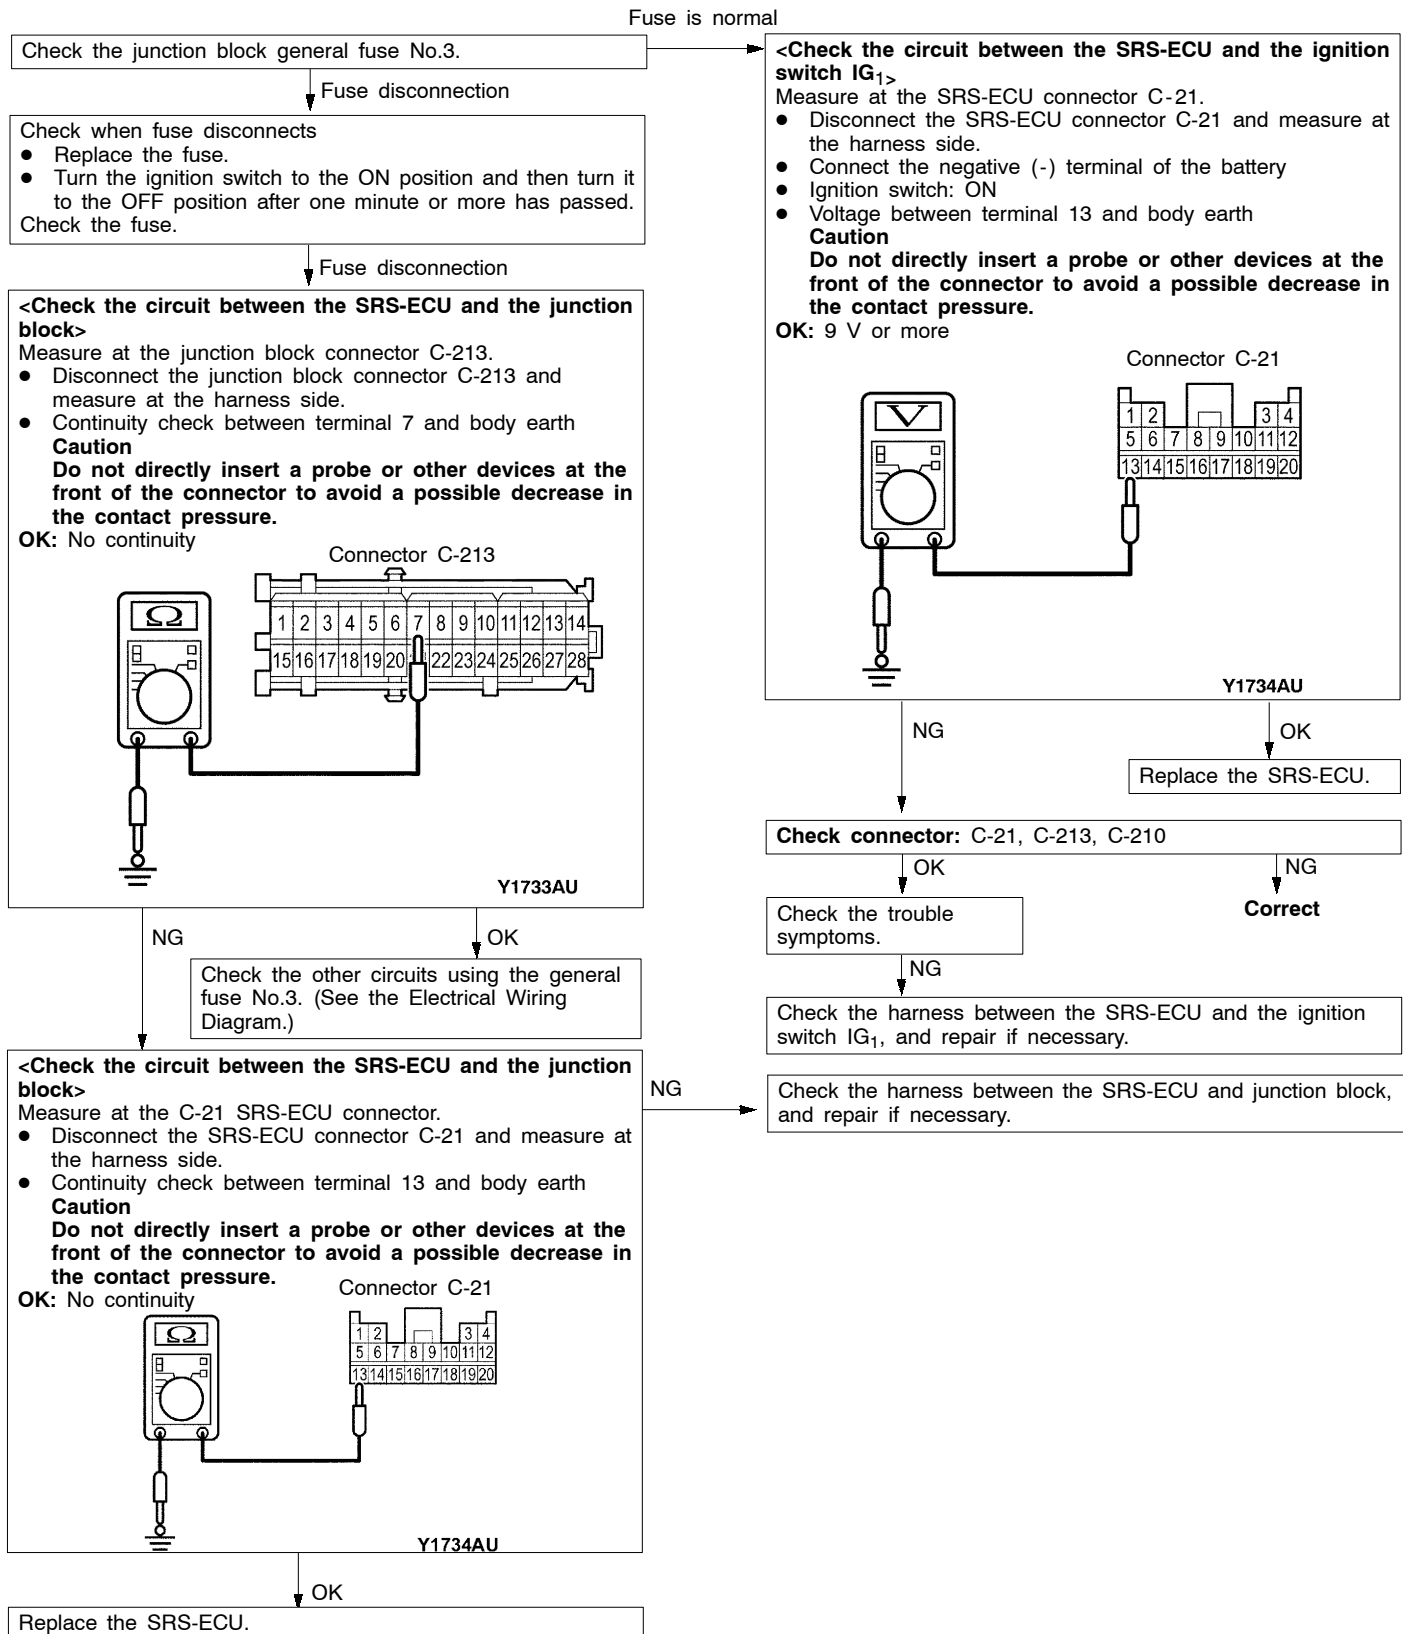 Fuse is normal
Check the junction block general fuse No.3.
Fuse disconnection
Check when fuse disconnects
● Replace the fuse.
● Turn the ignition switch to the ON position and then turn it
to the OFF position after one minute or more has passed.
Check the fuse.
Fuse disconnection
<Check the circuit between the SRS-ECU and the junction
block>
Measure at the junction block connector C-213.
● Disconnect the junction block connector C-213 and
measure at the harness side.
● Continuity check between terminal 7 and body earth
Caution
Do not directly insert a probe or other devices at the
front of the connector to avoid a possible decrease in
the contact pressure.
OK: No continuity
Connector C-213
Ω
1 2 3 4 5 6 7 8 9 10 11 12 13 14
15 16 17 18 19 20 22 23 24 25 26 27 28
Y1733AU
NG
OK
Check the other circuits using the general
fuse No.3. (See the Electrical Wiring
Diagram.)
<Check the circuit between the SRS-ECU and the junction
block>
Measure at the C-21 SRS-ECU connector.
● Disconnect the SRS-ECU connector C-21 and measure at
the harness side.
● Continuity check between terminal 13 and body earth
Caution
Do not directly insert a probe or other devices at the
front of the connector to avoid a possible decrease in
the contact pressure.
OK: No continuity
Connector C-21
Ω
1 2 3 4
5 6 7 8 9 10 11 12
13 14 15 16 17 18 19 20
Y1734AU
OK
Replace the SRS-ECU.
NG
Check the harness between the SRS-ECU and junction block,
and repair if necessary.
<Check the circuit between the SRS-ECU and the ignition
switch IG1>
Measure at the SRS-ECU connector C-21.
● Disconnect the SRS-ECU connector C-21 and measure at
the harness side.
● Connect the negative (-) terminal of the battery
● Ignition switch: ON
● Voltage between terminal 13 and body earth
Caution
Do not directly insert a probe or other devices at the
front of the connector to avoid a possible decrease in
the contact pressure.
OK: 9 V or more
Connector C-21
V
1 2 3 4
5 6 7 8 9 10 11 12
13 14 15 16 17 18 19 20
Y1734AU
NG
OK
Replace the SRS-ECU.
Check connector: C-21, C-213, C-210
OK
NG
Correct
Check the trouble
symptoms.
NG
Check the harness between the SRS-ECU and the ignition
switch IG1, and repair if necessary.